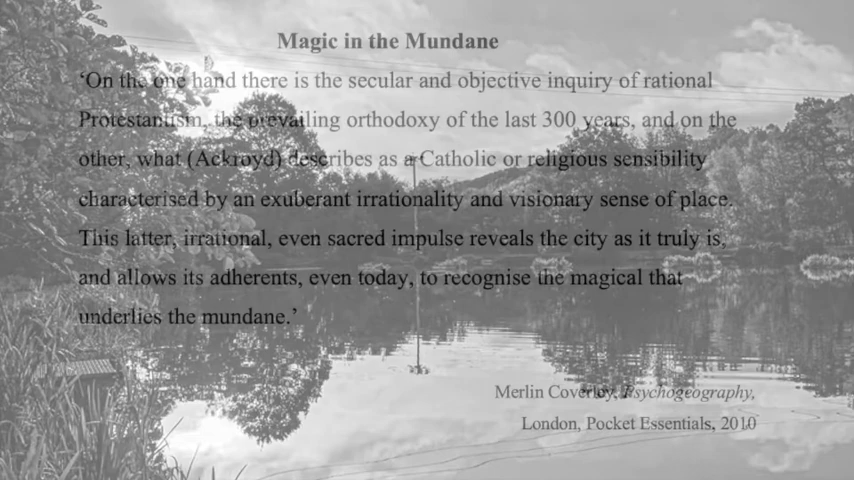 Magic in the Mundane
‘On the one hand there is the secular and objective inquiry of rational
Protestantism, the prevailing orthodoxy of the last 300 years, and on the
other, what (Ackroyd) describes as a Catholic or religious sensibility
characterised by an exuberant irrationality and visionary sense of place.
This latter, irrational, even sacred impulse reveals the city as it truly is,
and allows its adherents, even today, to recognise the magical that
underlies the mundane.’
Merlin Coverley, Psychogeography,
London, Pocket Essentials, 2010